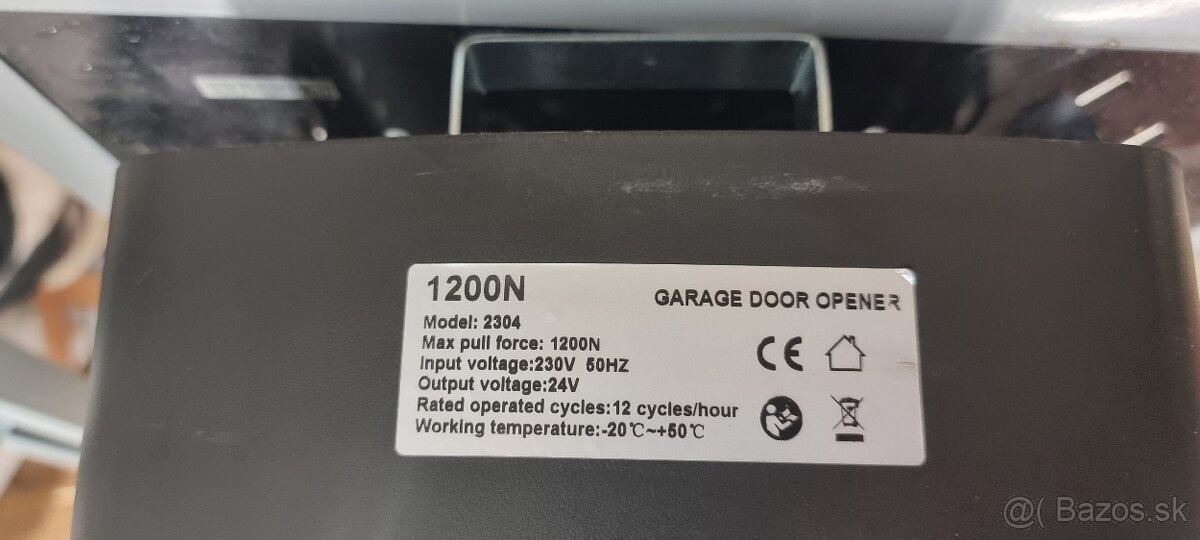 1200N
GARAGE DOOR OPENER
Model: 2304
Max pull force: 1200N
Input voltage:230V 50HZ
Output voltage:24V
Rated operated cycles:12 cycles/hour
Working temperature:-20℃~+50℃
CE
@( Bazos.sk